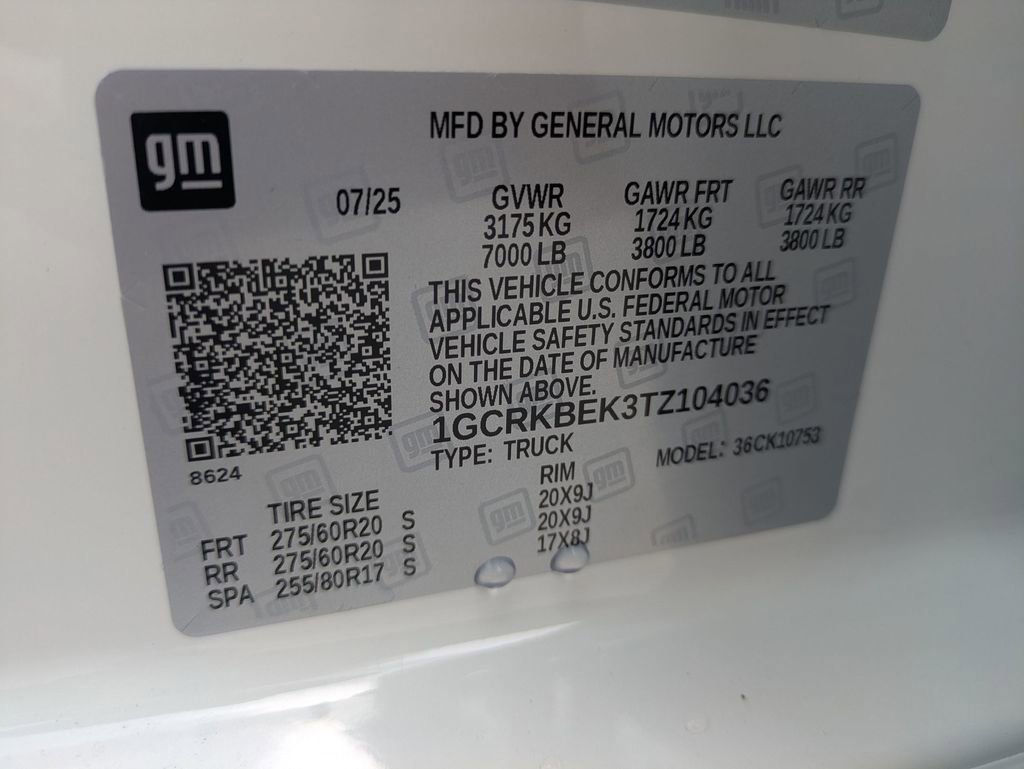 gm
MFD BY GENERAL MOTORS LLC
07/25 GVWR GAWR FRT GAWR RR
3175 KG 1724 KG 1724 KG
7000 LB 3800 LB 3800 LB
THIS VEHICLE CONFORMS TO ALL
APPLICABLE U.S. FEDERAL MOTOR
VEHICLE SAFETY STANDARDS IN EFFECT
ON THE DATE OF MANUFACTURE
SHOWN ABOVE.
1GCRKBEK3TZ104036
TYPE: TRUCK MODEL: 36CK10753
8624
TIRE SIZE RIM
FRT 275/60R20 S 20X9J
RR 275/60R20 S 20X9J
SPA 255/80R17 S 17X8J